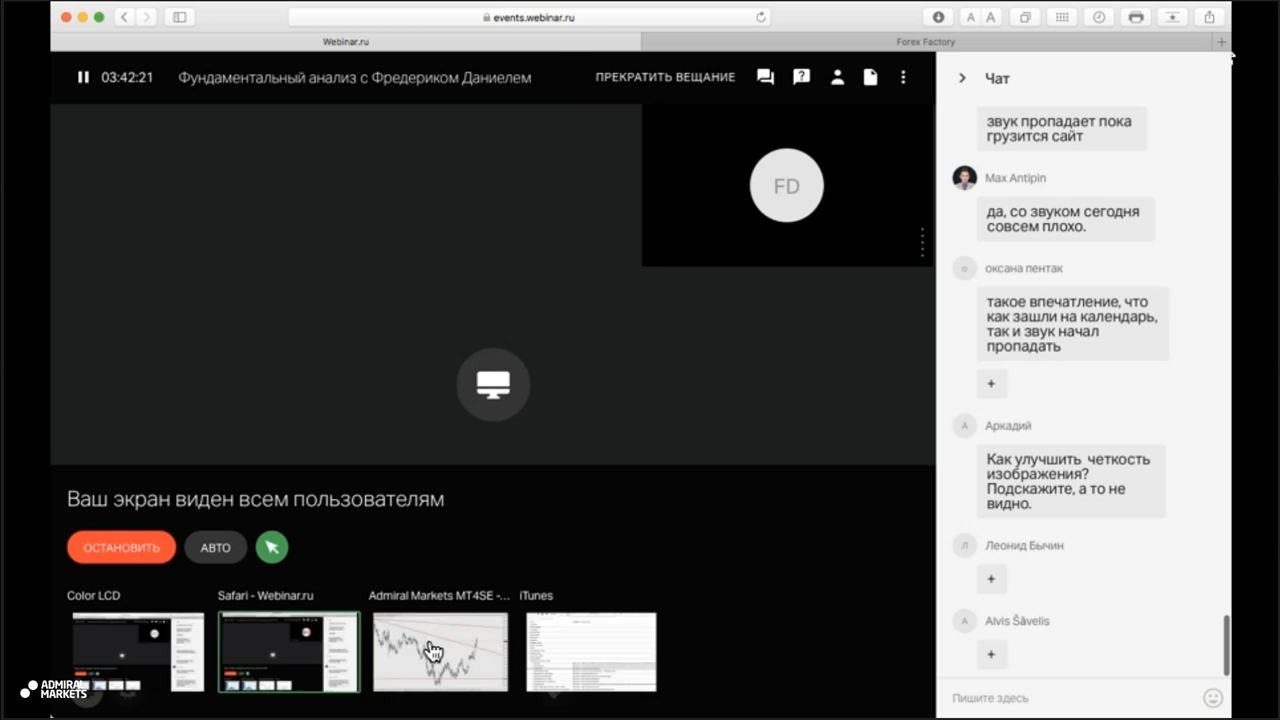 events.webinar.ru
A A
Webinar.ru
Forex Factory
+
03:42:21
Фундаментальный анализ с Фредериком Даниелем
ПРЕКРАТИТЬ ВЕЩАНИЕ
?
FD
Ваш экран виден всем пользователям
ОСТАНОВИТЬ
АВТО
Color LCD
Safari - Webinar.ru
Admiral Markets MT4SE -...
iTunes
ADMIRAL
MARKETS
Чат
звук пропадает пока
грузится сайт
Max Antipin
да, со звуком сегодня
совсем плохо.
о
оксана пентак
такое впечатление, что
как зашли на календарь,
так и звук начал
пропадать
+
А
Аркадий
Как улучшить четкость
изображения?
Подскажите, а то не
видно.
Л
Леонид Бычин
+
A
Alvis Šāvelis
+
Пишите здесь